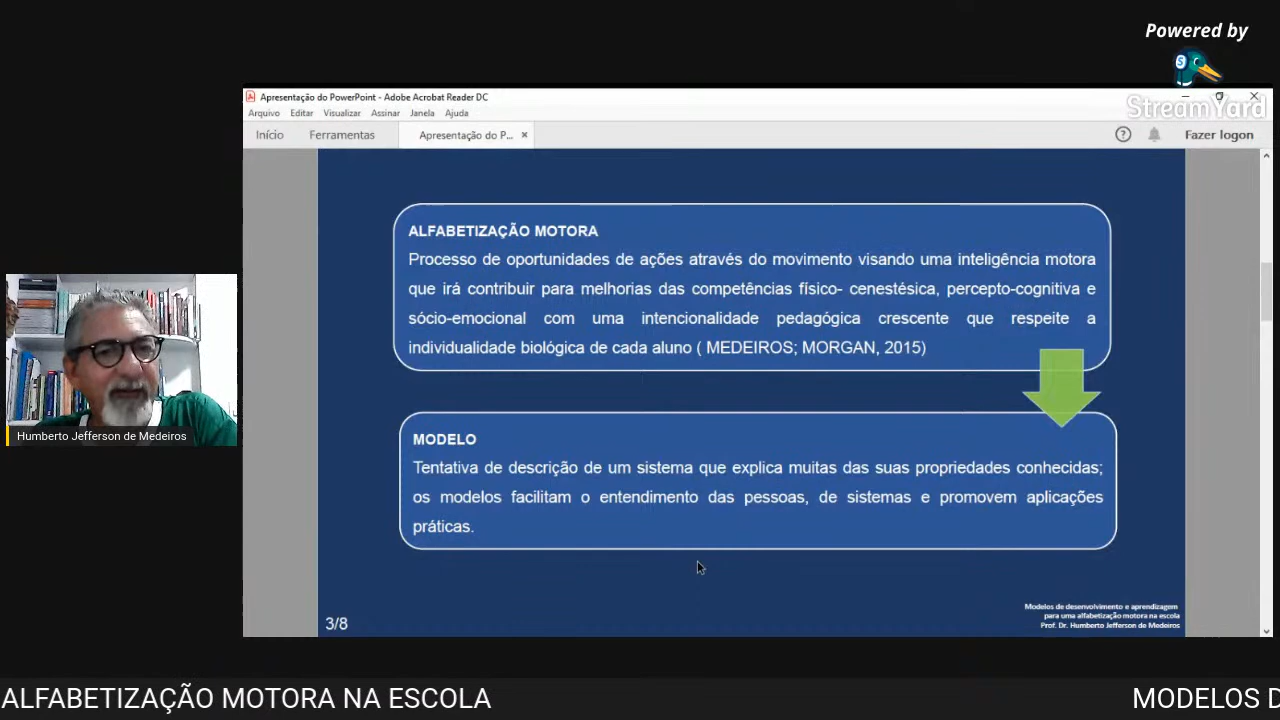 Powered by
StreamYard
Apresentação do PowerPoint - Adobe Acrobat Reader DC
Arquivo Editar Visualizar Assinar Janela Ajuda
Início Ferramentas Apresentação do P... × Fazer logon
ALFABETIZAÇÃO MOTORA
Processo de oportunidades de ações através do movimento visando uma inteligência motora
que irá contribuir para melhorias das competências físico- cenestésica, percepto-cognitiva e
sócio-emocional com uma intencionalidade pedagógica crescente que respeite a
individualidade biológica de cada aluno ( MEDEIROS; MORGAN, 2015)
MODELO
Tentativa de descrição de um sistema que explica muitas das suas propriedades conhecidas;
os modelos facilitam o entendimento das pessoas, de sistemas e promovem aplicações
práticas.
Modelos de desenvolvimento e aprendizagem
para uma alfabetização motora na escola
Prof. Dr. Humberto Jefferson de Medeiros
3/8
Humberto Jefferson de Medeiros
ALFABETIZAÇÃO MOTORA NA ESCOLA MODELOS D